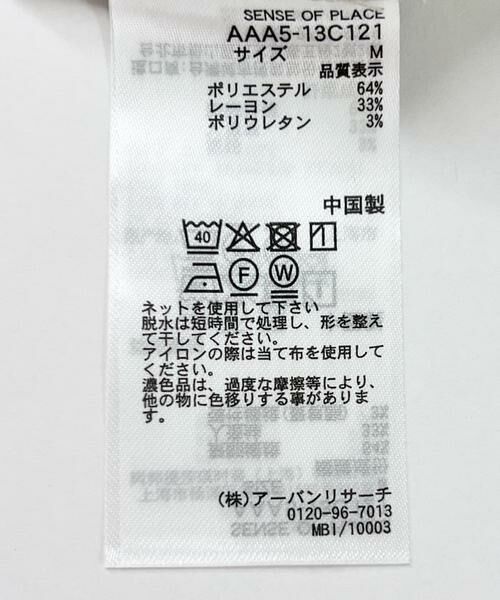 SENSE OF PLACE
AAA5-13C121
サイズ M
品質表示
ポリエステル 64%
レーヨン 33%
ポリウレタン 3%
中国製
40
F W
ネットを使用して下さい
脱水は短時間で処理し、形を整え
て干してください。
アイロンの際は当て布を使用して
ください。
濃色品は、過度な摩擦等により、
他の物に色移りする事がありま
す。
(株)アーバンリサーチ
0120-96-7013
MBI/10003